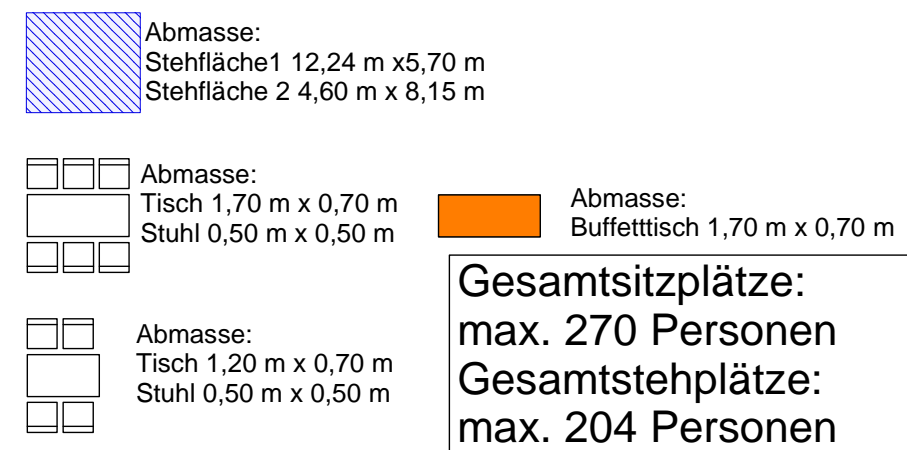 Abmasse:
Stehfläche1 12,24 m x5,70 m
Stehfläche 2 4,60 m x 8,15 m
Abmasse:
Tisch 1,70 m x 0,70 m
Stuhl 0,50 m x 0,50 m
Abmasse:
Buffetttisch 1,70 m x 0,70 m
Abmasse:
Tisch 1,20 m x 0,70 m
Stuhl 0,50 m x 0,50 m
Gesamtsitzplätze:
max. 270 Personen
Gesamtstehplätze:
max. 204 Personen